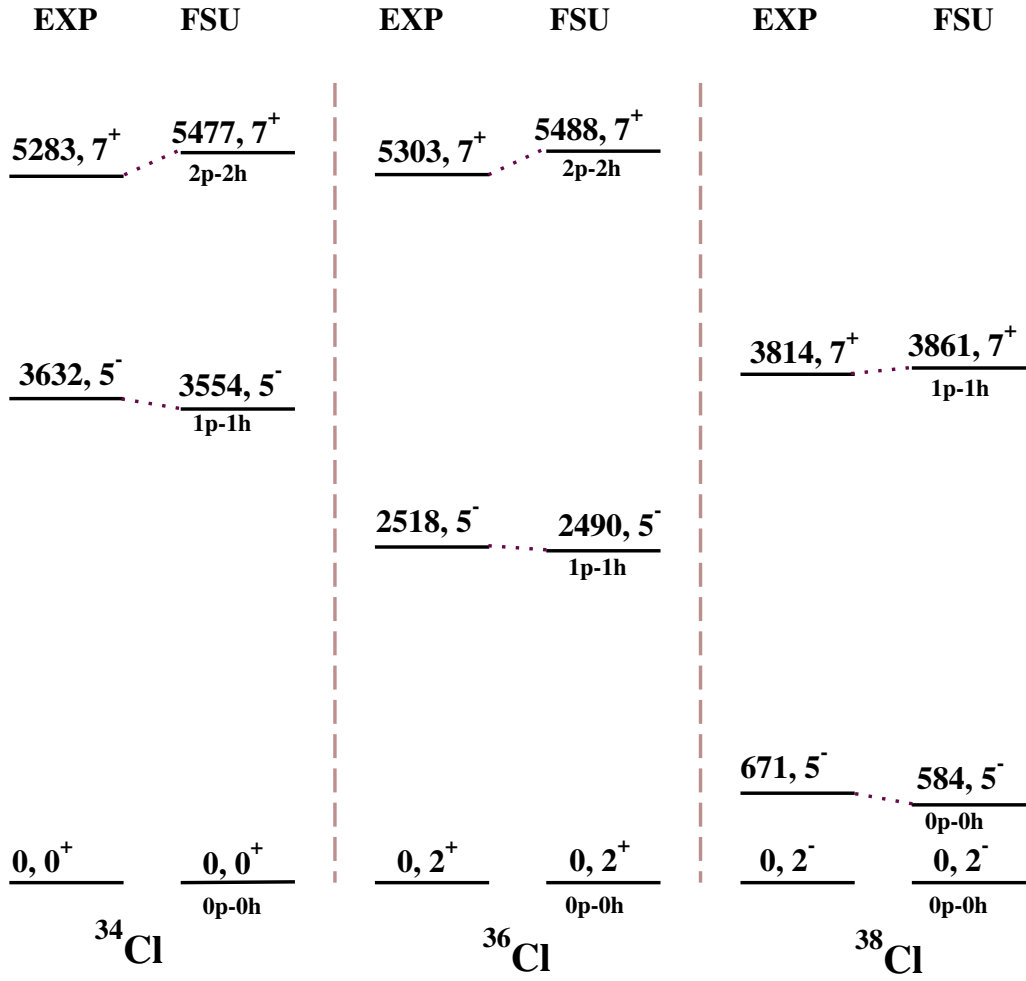 EXP FSU EXP FSU EXP FSU
5283, 7⁺ 5477, 7⁺ 5303, 7⁺ 5488, 7⁺
2p-2h 2p-2h
3632, 5⁻ 3554, 5⁻ 3814, 7⁺ 3861, 7⁺
1p-1h 1p-1h
2518, 5⁻ 2490, 5⁻
1p-1h
671, 5⁻ 584, 5⁻
0p-0h
0, 0⁺ 0, 0⁺ 0, 2⁺ 0, 2⁺ 0, 2⁻ 0, 2⁻
0p-0h 0p-0h 0p-0h
³⁴Cl ³⁶Cl ³⁸Cl